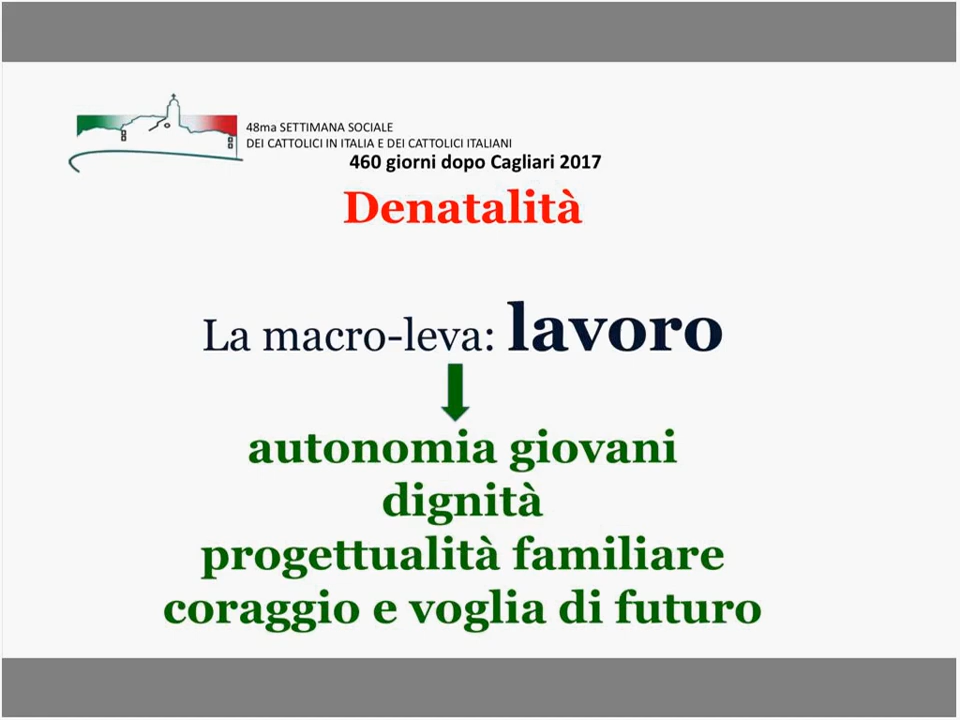 48ma SETTIMANA SOCIALE
DEI CATTOLICI IN ITALIA E DEI CATTOLICI ITALIANI
460 giorni dopo Cagliari 2017
Denatalità
La macro-leva: lavoro
autonomia giovani
dignità
progettualità familiare
coraggio e voglia di futuro